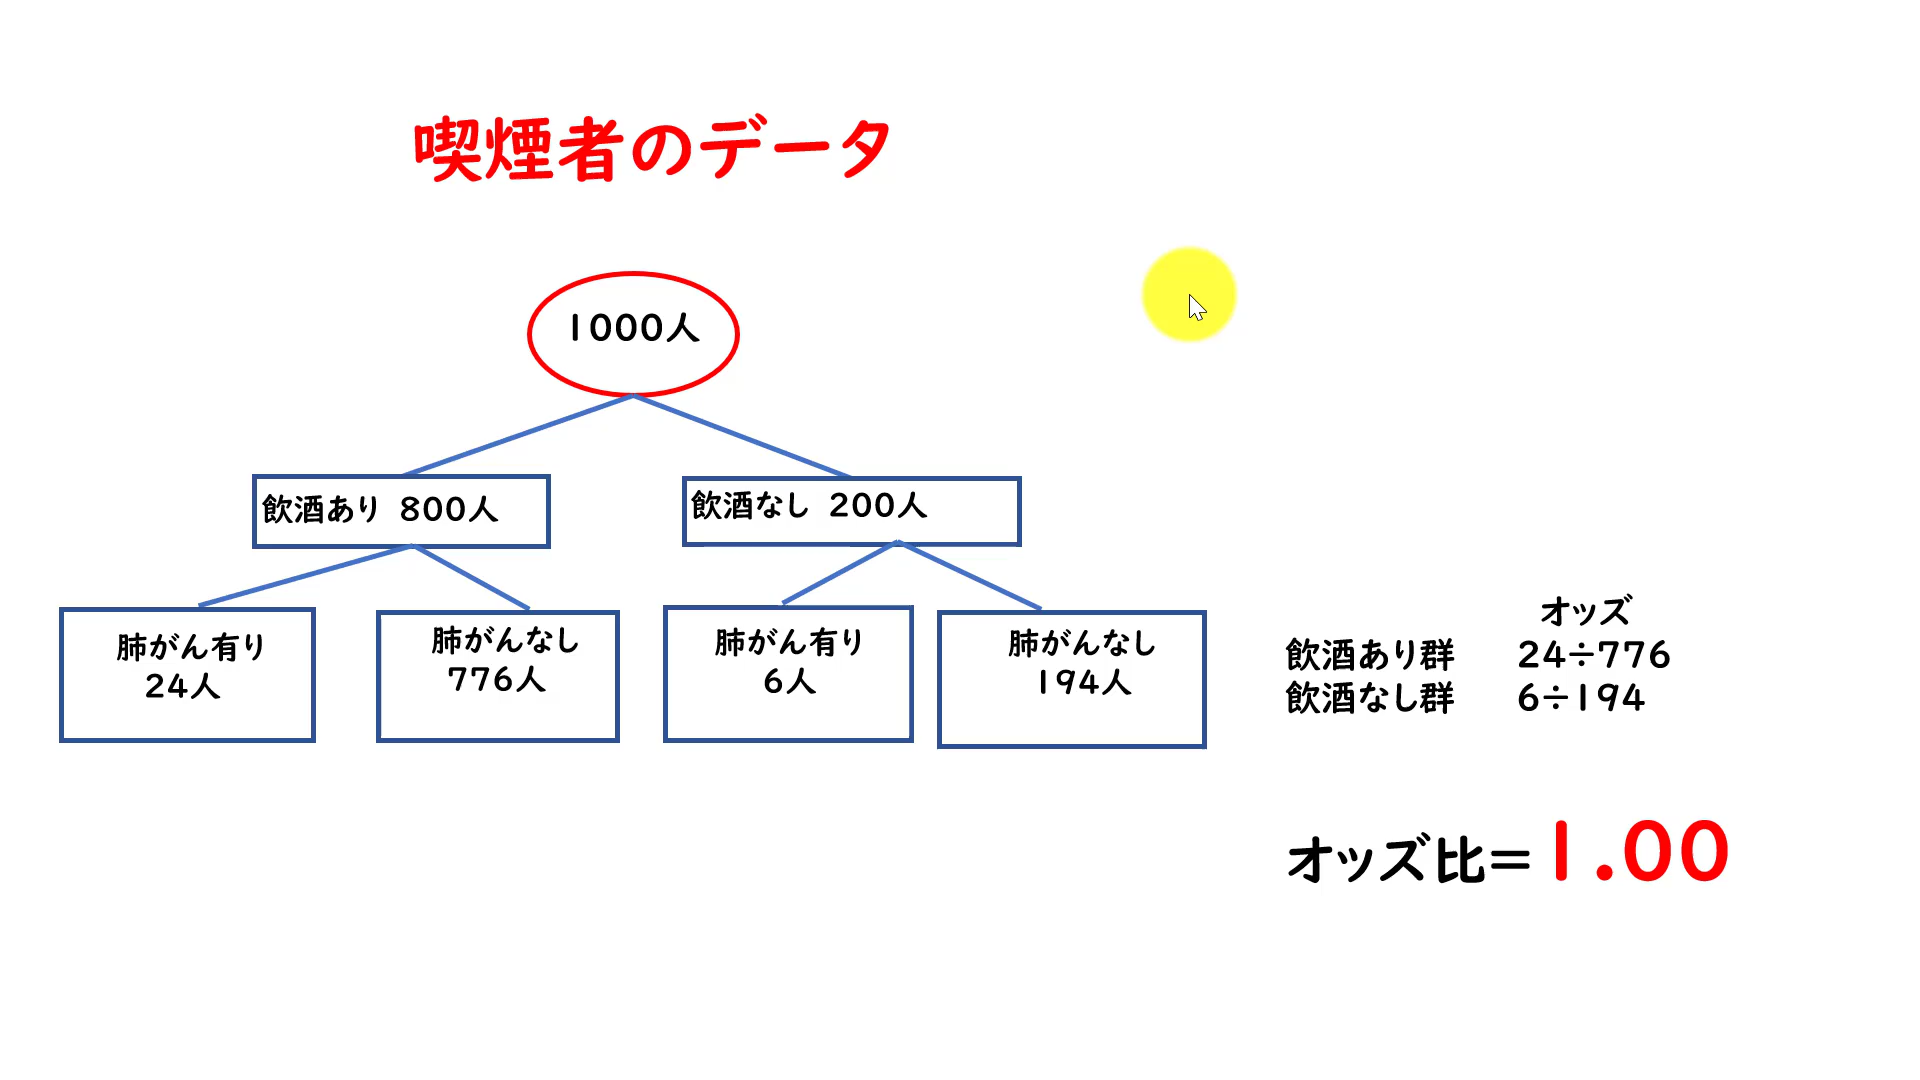 喫煙者のデータ
1000人
飲酒あり 800人
飲酒なし 200人
肺がん有り
24人
肺がんなし
776人
肺がん有り
6人
肺がんなし
194人
オッズ
飲酒あり群 24÷776
飲酒なし群 6÷194
オッズ比=1.00